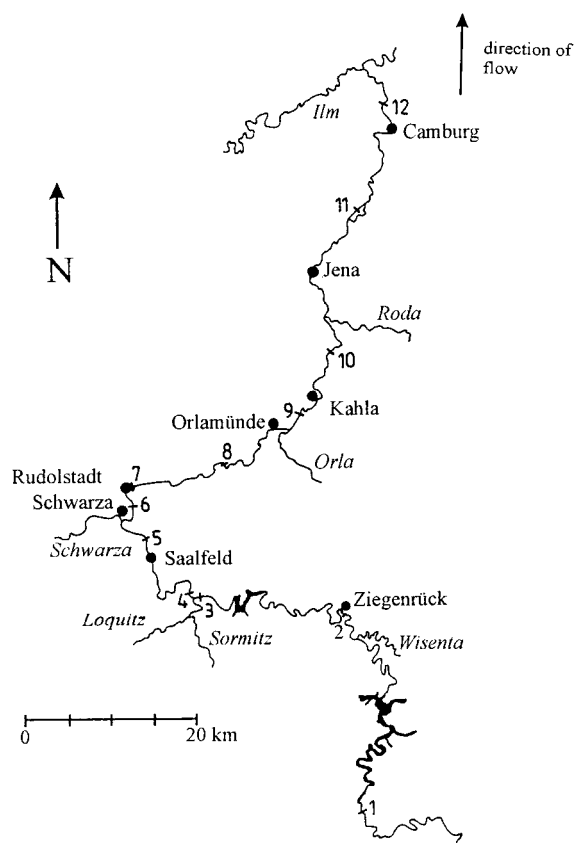 direction of
flow
Ilm
12
Camburg
11
N
Jena
Roda
10
9
Kahla
Orlamünde
8
Orla
Rudolstadt
7
Schwarza
6
Schwarza
5
Saalfeld
4
3
Ziegenrück
2
Loquitz
Sormitz
Wisenta
0
20 km
1